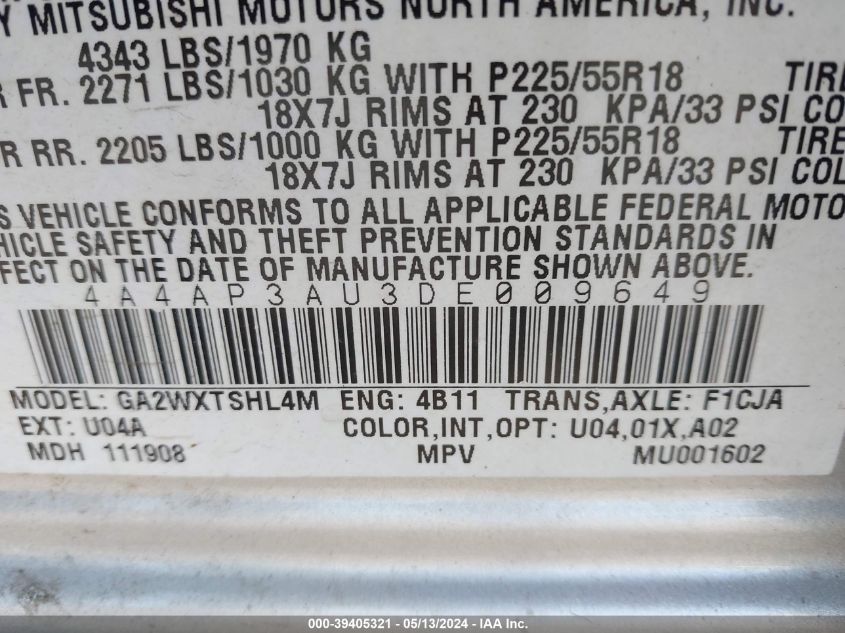 Y MITSUBISHI MOTORS NORTH AMERICA, INC.
4343 LBS/1970 KG
R FR. 2271 LBS/1030 KG WITH P225/55R18 TIRE
18X7J RIMS AT 230 KPA/33 PSI CO
R RR. 2205 LBS/1000 KG WITH P225/55R18 TIRE
18X7J RIMS AT 230 KPA/33 PSI COL
S VEHICLE CONFORMS TO ALL APPLICABLE FEDERAL MOTO
HICLE SAFETY AND THEFT PREVENTION STANDARDS IN
FECT ON THE DATE OF MANUFACTURE SHOWN ABOVE.
4A4AP3AU3DE009649
MODEL: GA2WXTSHL4M ENG: 4B11 TRANS,AXLE: F1CJA
EXT: U04A COLOR,INT,OPT: U04,01X,A02
MDH 111908 MPV MU001602
000-39405321 - 05/13/2024 - IAA Inc.